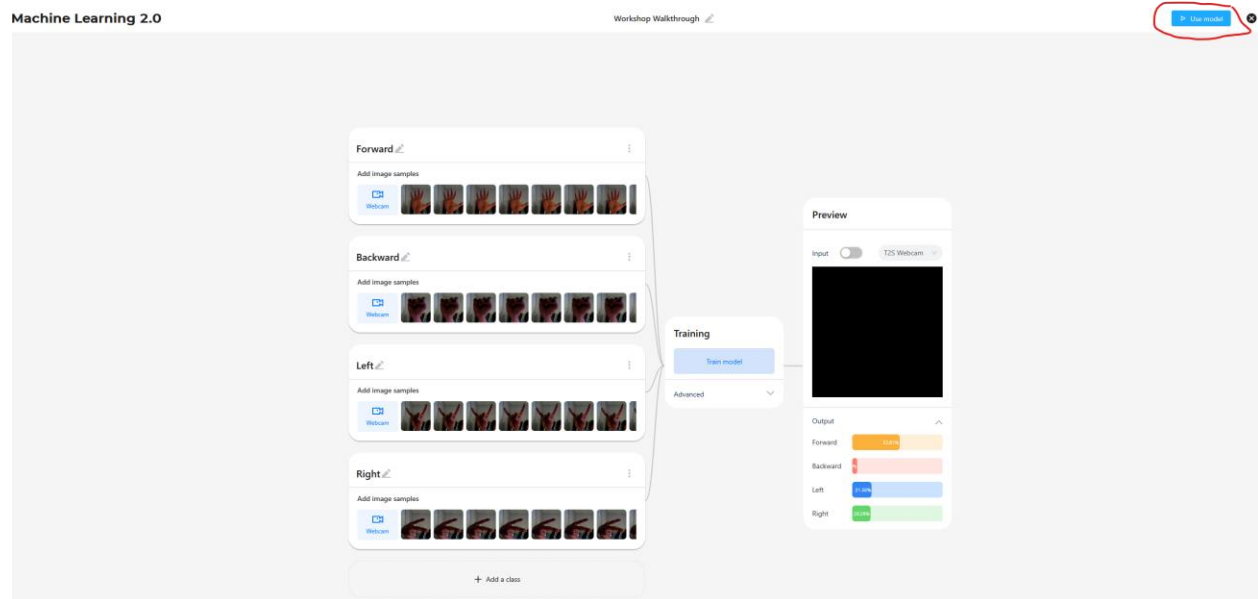 Machine Learning 2.0
Workshop Walkthrough
Use model
Forward
Add image samples
Webcam
Backward
Add image samples
Webcam
Left
Add image samples
Webcam
Right
Add image samples
Webcam
+ Add a class
Training
Train model
Advanced
Preview
Input
T2S Webcam
Output
Forward
Backward
Left
Right